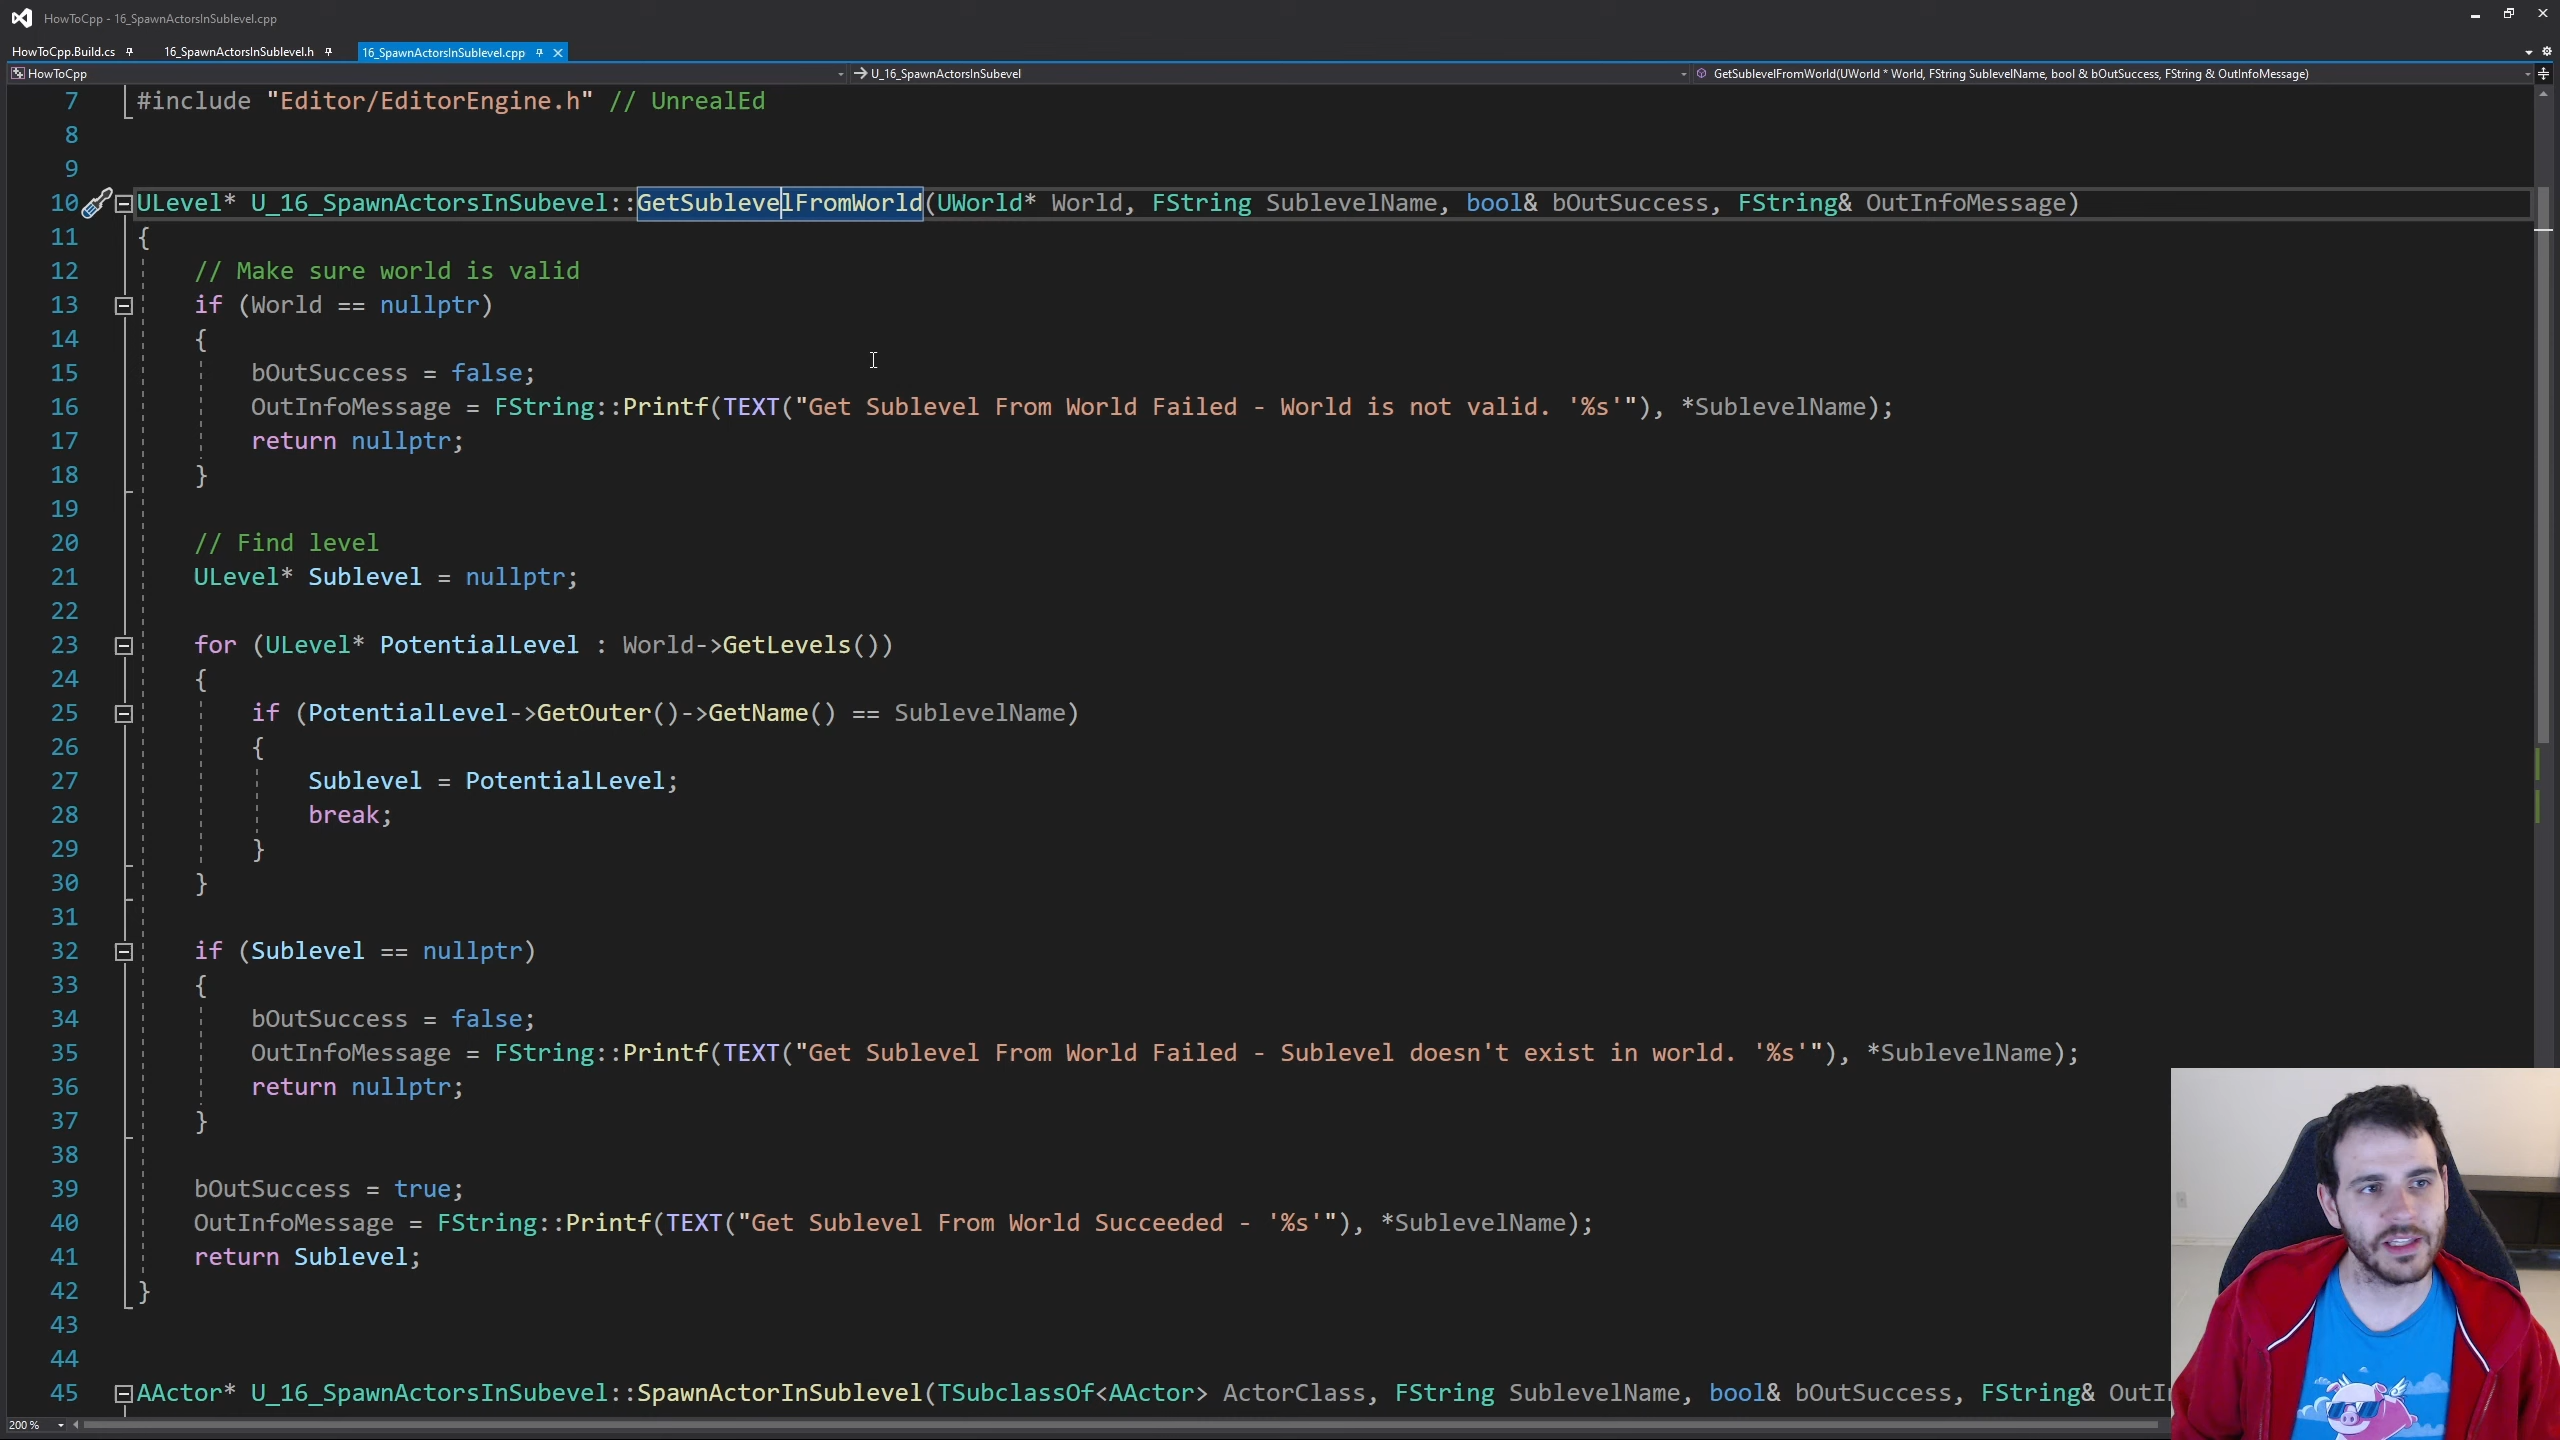 HowToCpp - 16_SpawnActorsInSublevel.cpp
HowToCpp.Build.cs
16_SpawnActorsInSublevel.h
16_SpawnActorsInSublevel.cpp
HowToCpp
U_16_SpawnActorsInSubevel
GetSublevelFromWorld(UWorld * World, FString SublevelName, bool & bOutSuccess, FString & OutInfoMessage)
7 #include "Editor/EditorEngine.h" // UnrealEd
8
9
10 ULevel* U_16_SpawnActorsInSubevel::GetSublevelFromWorld(UWorld* World, FString SublevelName, bool& bOutSuccess, FString& OutInfoMessage)
11 {
12 // Make sure world is valid
13 if (World == nullptr)
14 {
15 bOutSuccess = false;
16 OutInfoMessage = FString::Printf(TEXT("Get Sublevel From World Failed - World is not valid. '%s'"), *SublevelName);
17 return nullptr;
18 }
19
20 // Find level
21 ULevel* Sublevel = nullptr;
22
23 for (ULevel* PotentialLevel : World->GetLevels())
24 {
25 if (PotentialLevel->GetOuter()->GetName() == SublevelName)
26 {
27 Sublevel = PotentialLevel;
28 break;
29 }
30 }
31
32 if (Sublevel == nullptr)
33 {
34 bOutSuccess = false;
35 OutInfoMessage = FString::Printf(TEXT("Get Sublevel From World Failed - Sublevel doesn't exist in world. '%s'"), *SublevelName);
36 return nullptr;
37 }
38
39 bOutSuccess = true;
40 OutInfoMessage = FString::Printf(TEXT("Get Sublevel From World Succeeded - '%s'"), *SublevelName);
41 return Sublevel;
42 }
43
44
45 AActor* U_16_SpawnActorsInSubevel::SpawnActorInSublevel(TSubclassOf<AActor> ActorClass, FString SublevelName, bool& bOutSuccess, FString&
200 %